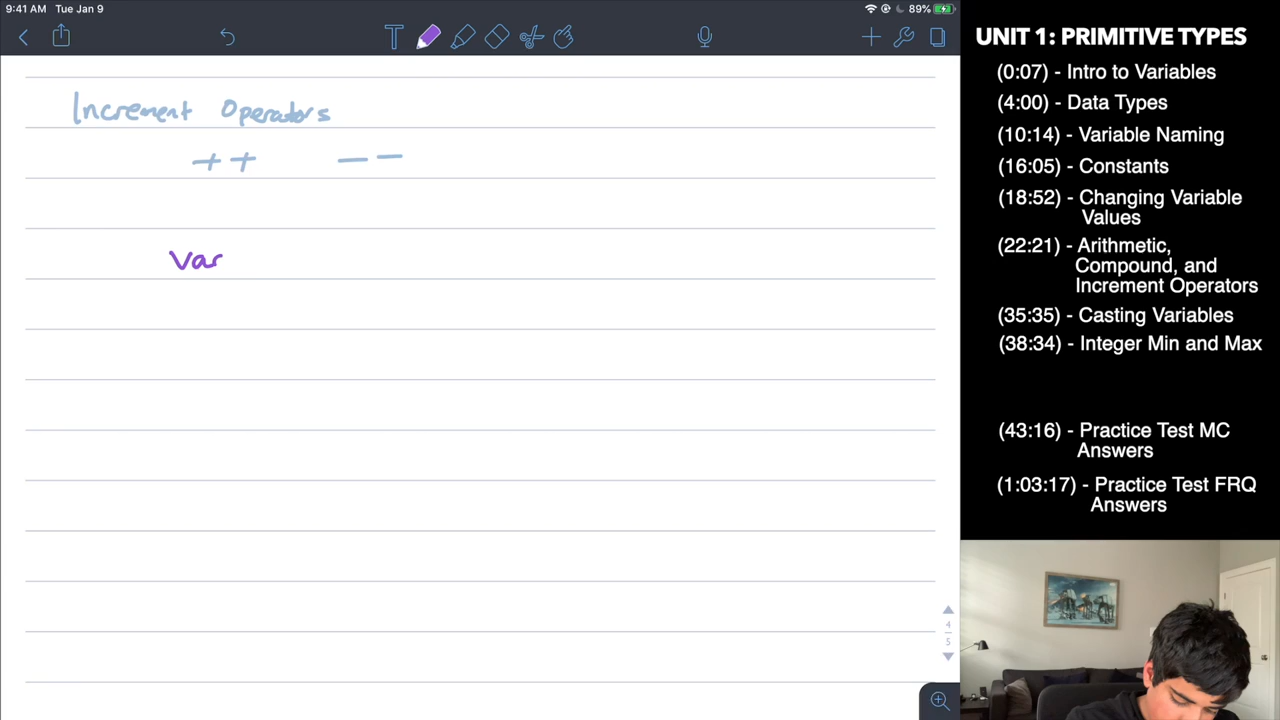 9:41 AM Tue Jan 9
89%
Increment Operators
++ --
var
4
5
UNIT 1: PRIMITIVE TYPES
(0:07) - Intro to Variables
(4:00) - Data Types
(10:14) - Variable Naming
(16:05) - Constants
(18:52) - Changing Variable
Values
(22:21) - Arithmetic,
Compound, and
Increment Operators
(35:35) - Casting Variables
(38:34) - Integer Min and Max
(43:16) - Practice Test MC
Answers
(1:03:17) - Practice Test FRQ
Answers